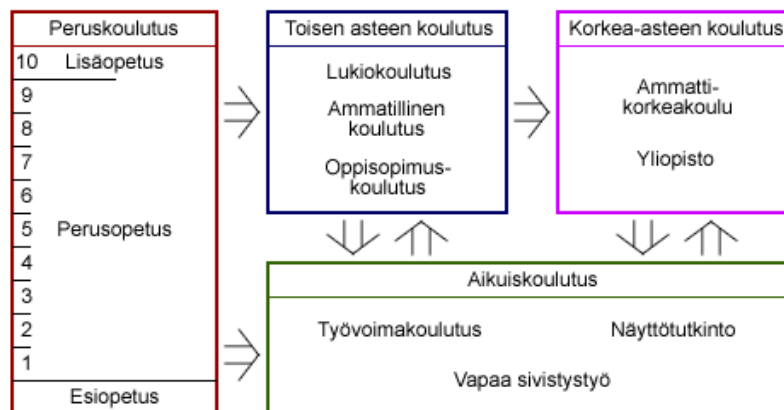 Peruskoulutus
10 Lisäopetus
9
8
7
6
5 Perusopetus
4
3
2
1
Esiopetus
Toisen asteen koulutus
Lukiokoulutus
Ammatillinen
koulutus
Oppisopimus-
koulutus
Korkea-asteen koulutus
Ammatti-
korkeakoulu
Yliopisto
Aikuiskoulutus
Työvoimakoulutus
Näyttötutkinto
Vapaa sivistystyö